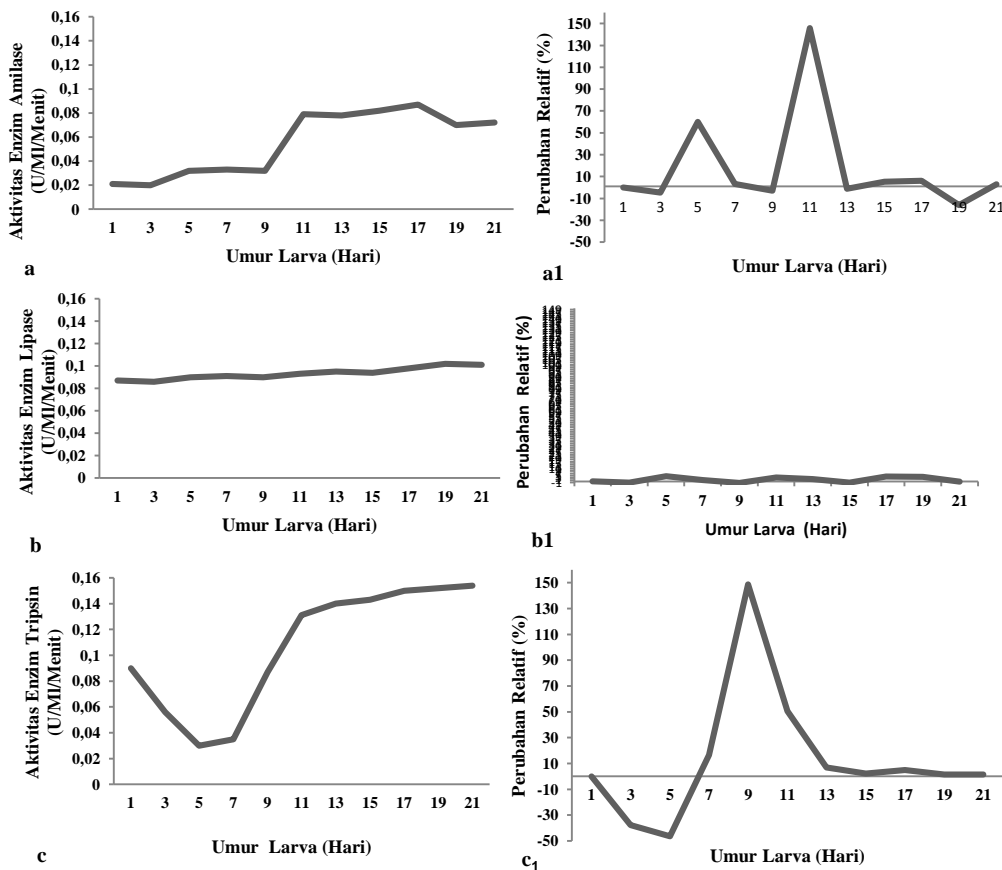 Aktivitas Enzim Amilase
(U/Ml/Menit)
0,16
0,14
0,12
0,1
0,08
0,06
0,04
0,02
0
1 3 5 7 9 11 13 15 17 19 21
Umur Larva (Hari)
a
Perubahan Relatif (%)
150
130
110
90
70
50
30
10
-10
-30
-50
1 3 5 7 9 11 13 15 17 19 21
Umur Larva (Hari)
a1
Aktivitas Enzim Lipase
(U/Ml/Menit)
0,16
0,14
0,12
0,1
0,08
0,06
0,04
0,02
0
1 3 5 7 9 11 13 15 17 19 21
Umur Larva (Hari)
b
Perubahan Relatif (%)
1 3 5 7 9 11 13 15 17 19 21
Umur Larva (Hari)
b1
Aktivitas Enzim Tripsin
(U/Ml/Menit)
0,16
0,14
0,12
0,1
0,08
0,06
0,04
0,02
0
1 3 5 7 9 11 13 15 17 19 21
Umur Larva (Hari)
c
Perubahan Relatif (%)
150
130
110
90
70
50
30
10
-10
-30
-50
1 3 5 7 9 11 13 15 17 19 21
Umur Larva (Hari)
c1